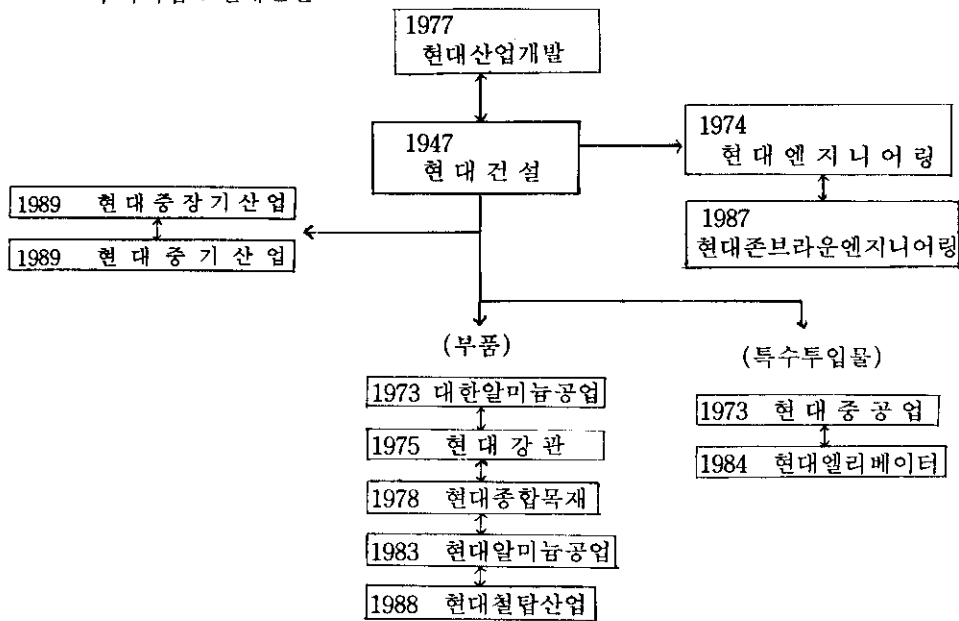 1977
현대산업개발
1947
현대건설
1974
현대엔지니어링
1987
현대존브라운엔지니어링
1989 현대중장기산업
1989 현대중기산업
(부품)
(특수투입물)
1973 대한알미늄공업
1975 현대강관
1978 현대종합목재
1983 현대알미늄공업
1988 현대철탑산업
1973 현대중공업
1984 현대엘리베이터